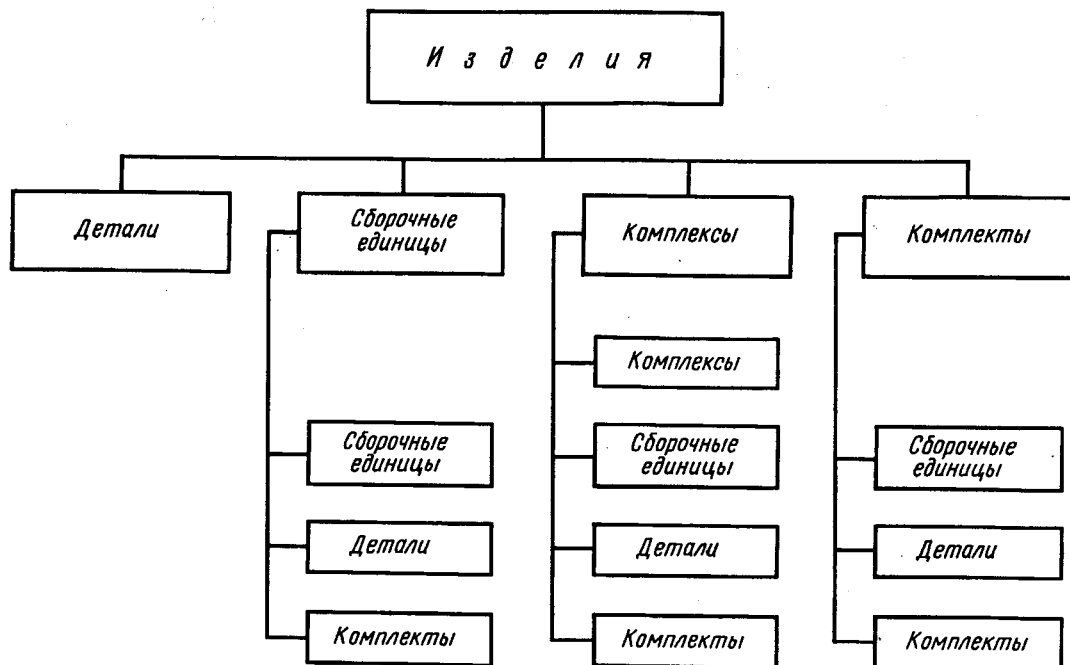 Изделия
Детали
Сборочные
единицы
Комплексы
Комплекты
Комплексы
Сборочные
единицы
Сборочные
единицы
Сборочные
единицы
Детали
Детали
Детали
Комплекты
Комплекты
Комплекты